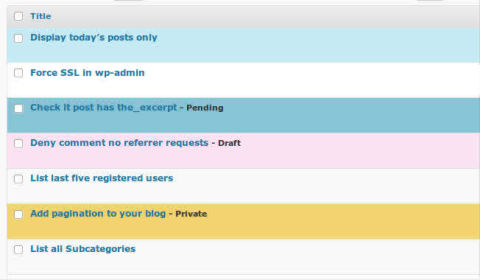 Title
Display today's posts only
Force SSL in wp-admin
Check it post has the_excerpt - Pending
Deny comment no referrer requests - Draft
List last five registered users
Add pagination to your blog - Private
List all Subcategories